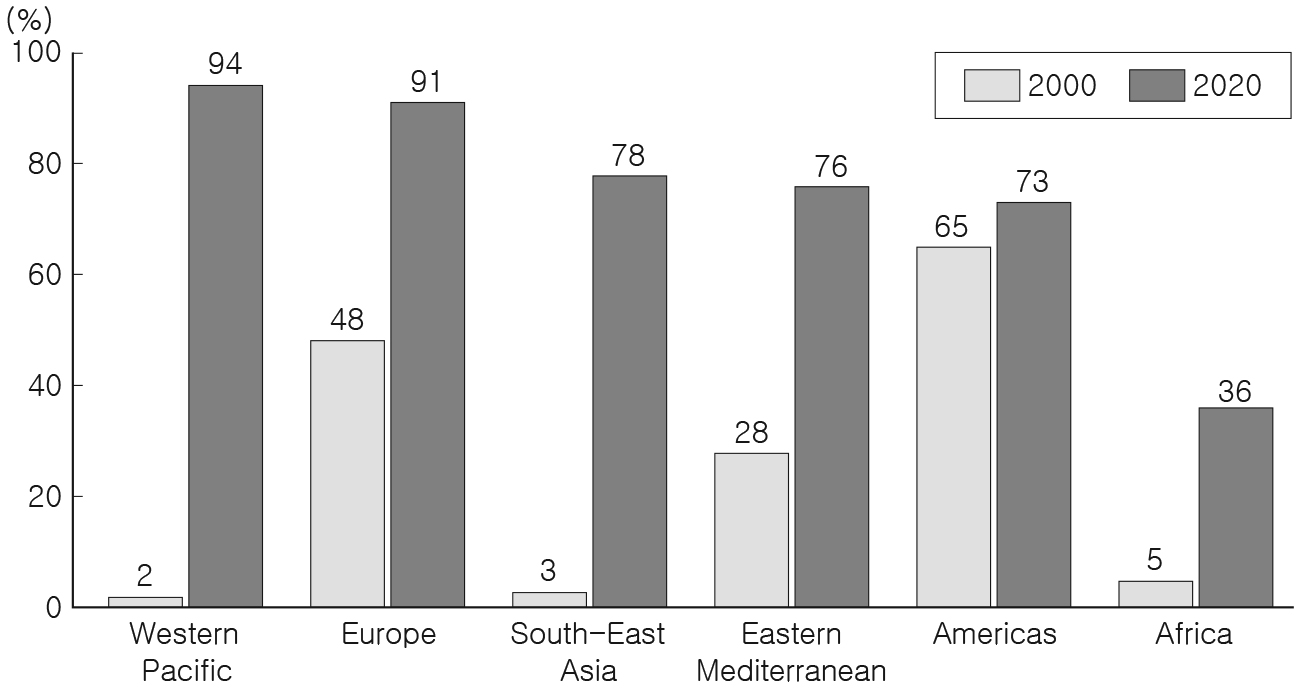 (%)
100
80
60
40
20
0
2000 2020
2 94
48 91
3 78
28 76
65 73
5 36
Western
Pacific
Europe
South-East
Asia
Eastern
Mediterranean
Americas
Africa